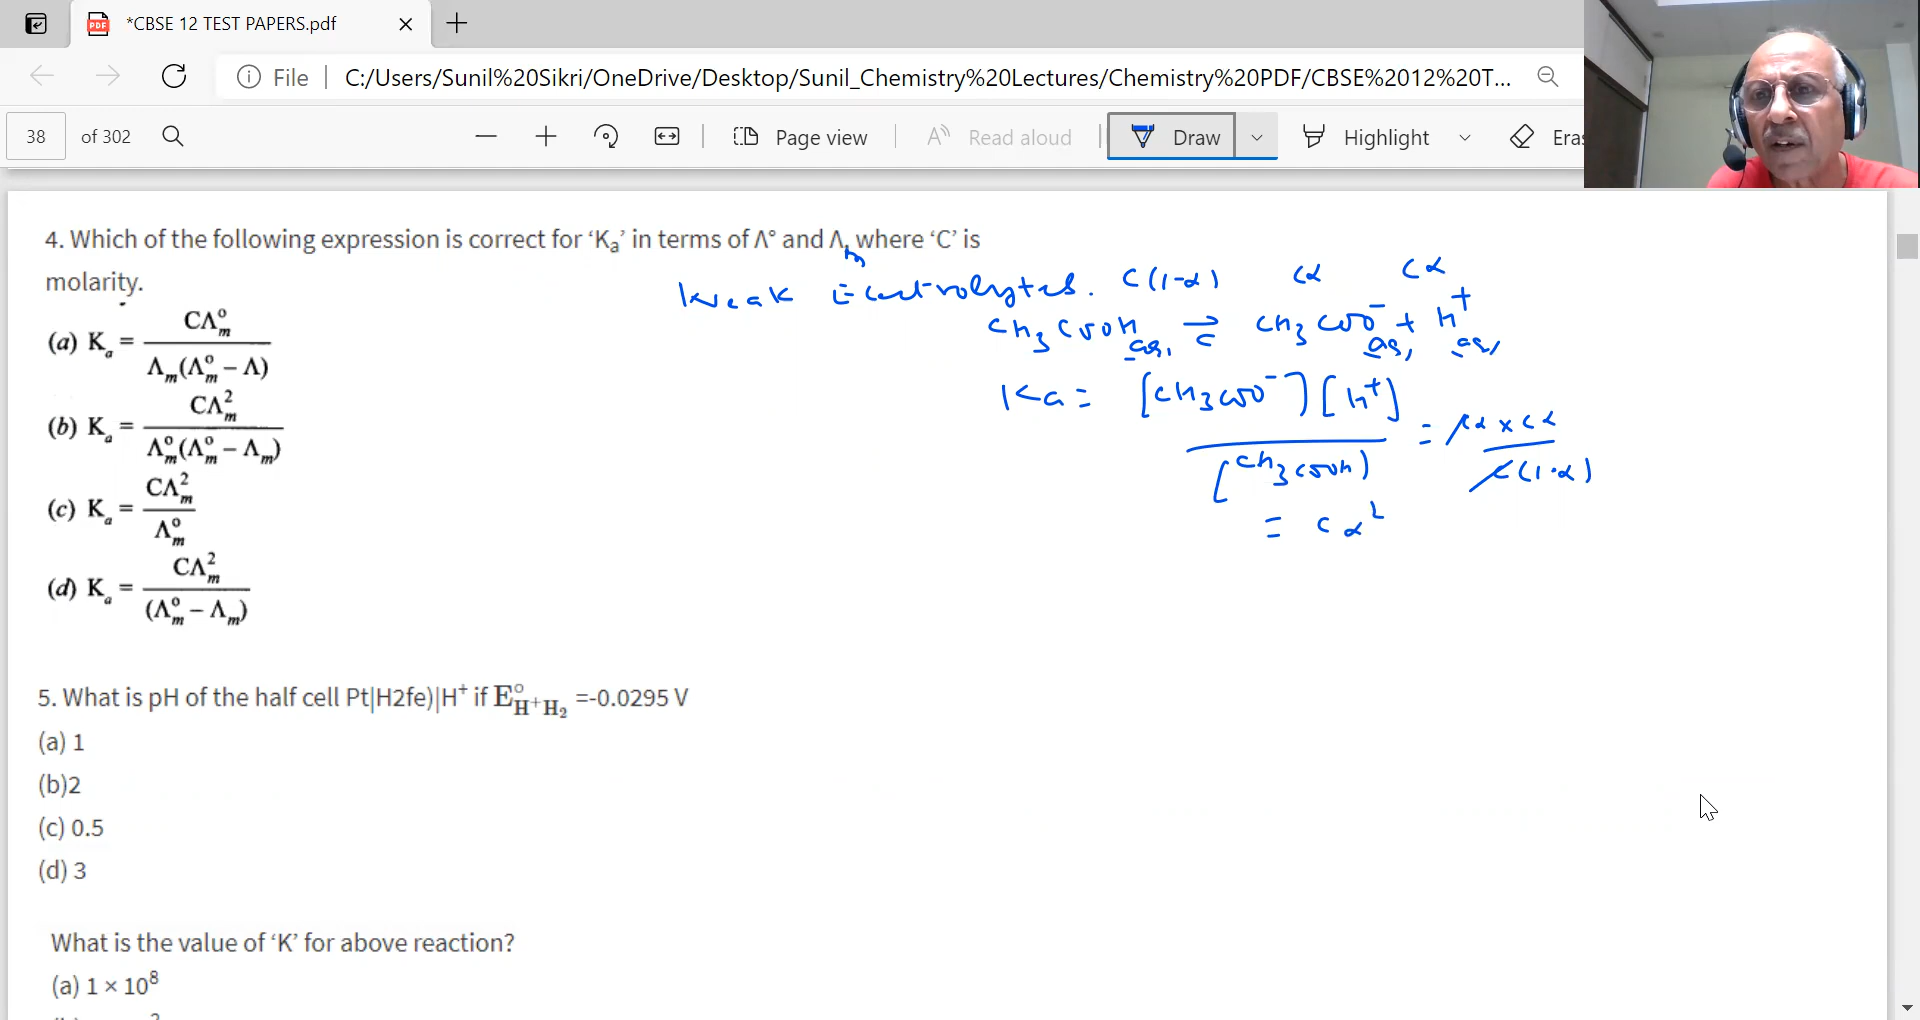 *CBSE 12 TEST PAPERS.pdf
File | C:/Users/Sunil%20Sikri/OneDrive/Desktop/Sunil_Chemistry%20Lectures/Chemistry%20PDF/CBSE%2012%20T...
38 of 302 Page view Read aloud Draw Highlight Eras
4. Which of the following expression is correct for ‘Kₐ’ in terms of Λ° and Λ, where ‘C’ is
m
molarity.
Weak Electrolytes. C(1-α) Cα Cα
CH₃COOH aq, ⇌ CH₃COO⁻ aq, + H⁺ aq,
C
(a) Kₐ = CΛ°ₘ / Λₘ(Λ°ₘ – Λ)
Ka = [CH₃COO⁻] [H⁺] / [CH₃COOH] = Cα × Cα / C(1-α)
(b) Kₐ = CΛ²ₘ / Λ°ₘ(Λ°ₘ – Λₘ)
= Cα²
(c) Kₐ = CΛ²ₘ / Λ°ₘ
(d) Kₐ = CΛ²ₘ / (Λ°ₘ – Λₘ)
5. What is pH of the half cell Pt|H2fe)|H⁺ if E°H⁺H₂ =-0.0295 V
(a) 1
(b)2
(c) 0.5
(d) 3
What is the value of ‘K’ for above reaction?
(a) 1 × 10⁸